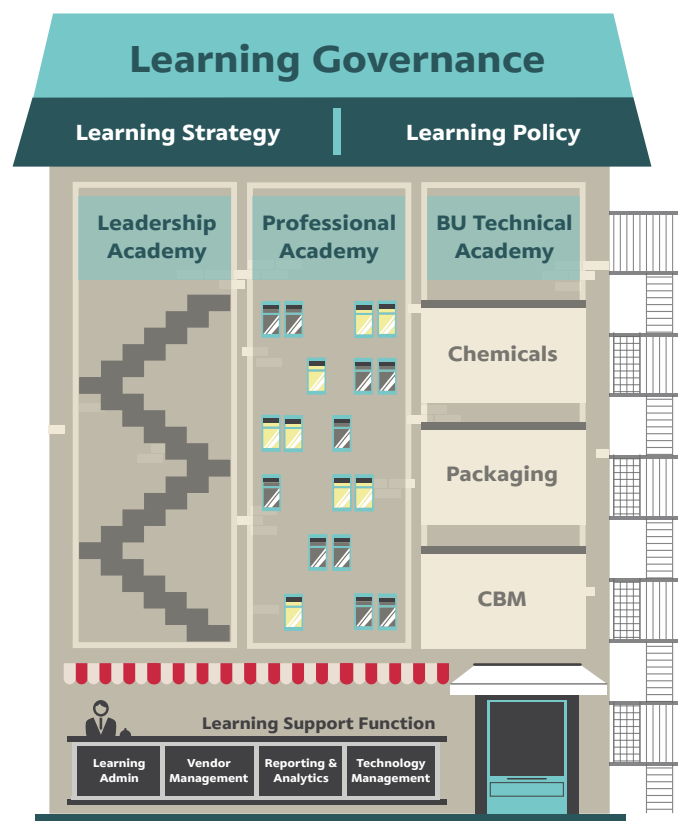 Learning Governance
Learning Strategy
Learning Policy
Leadership
Academy
Professional
Academy
BU Technical
Academy
Chemicals
Packaging
CBM
Learning Support Function
Learning
Admin
Vendor
Management
Reporting &
Analytics
Technology
Management